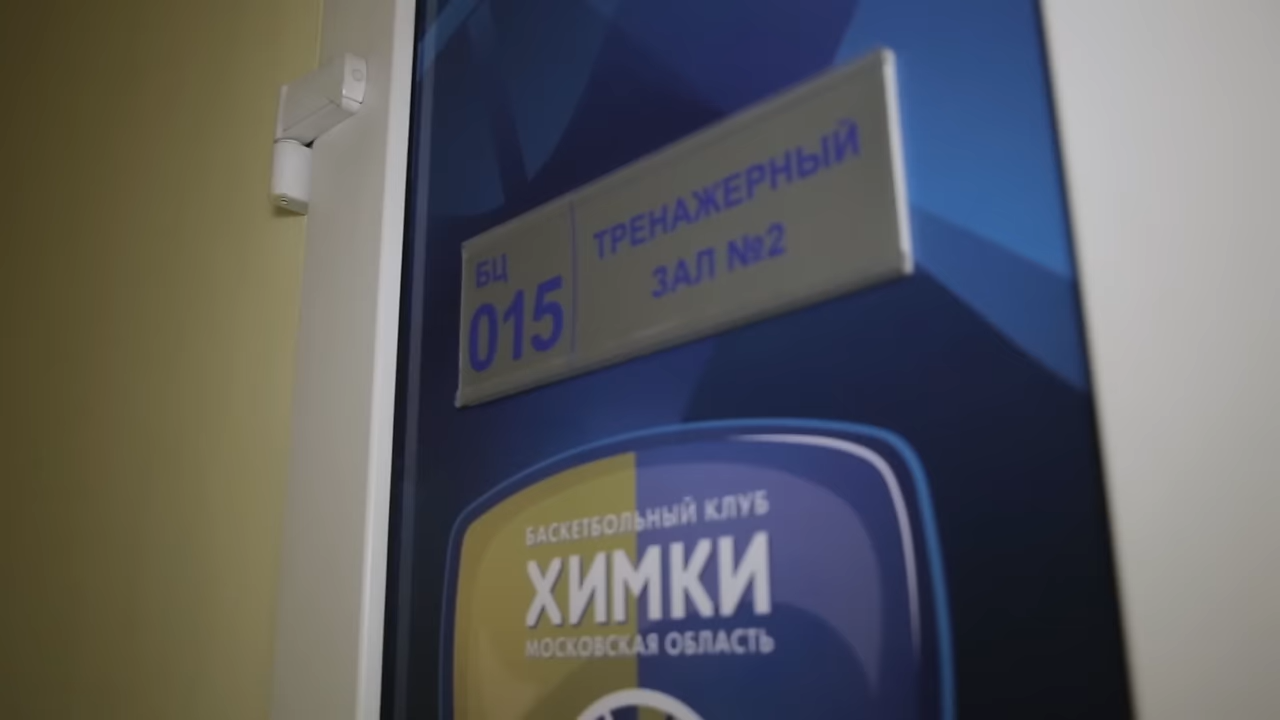 БЦ
015
ТРЕНАЖЕРНЫЙ
ЗАЛ №2
БАСКЕТБОЛЬНЫЙ КЛУБ
ХИМКИ
МОСКОВСКАЯ ОБЛАСТЬ